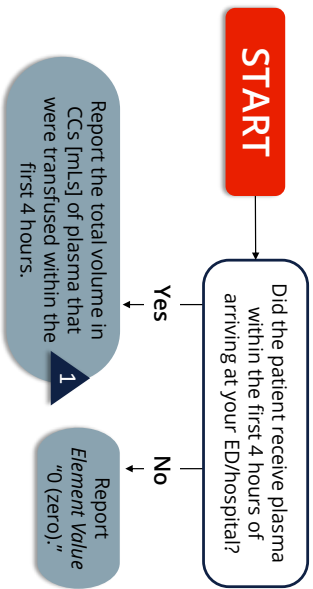 START
Did the patient receive plasma
within the first 4 hours of
arriving at your ED/hospital?
Yes
No
Report the total volume in
CCs [mLs] of plasma that
were transfused within the
first 4 hours.
1
Report
Element Value
“0 (zero).”